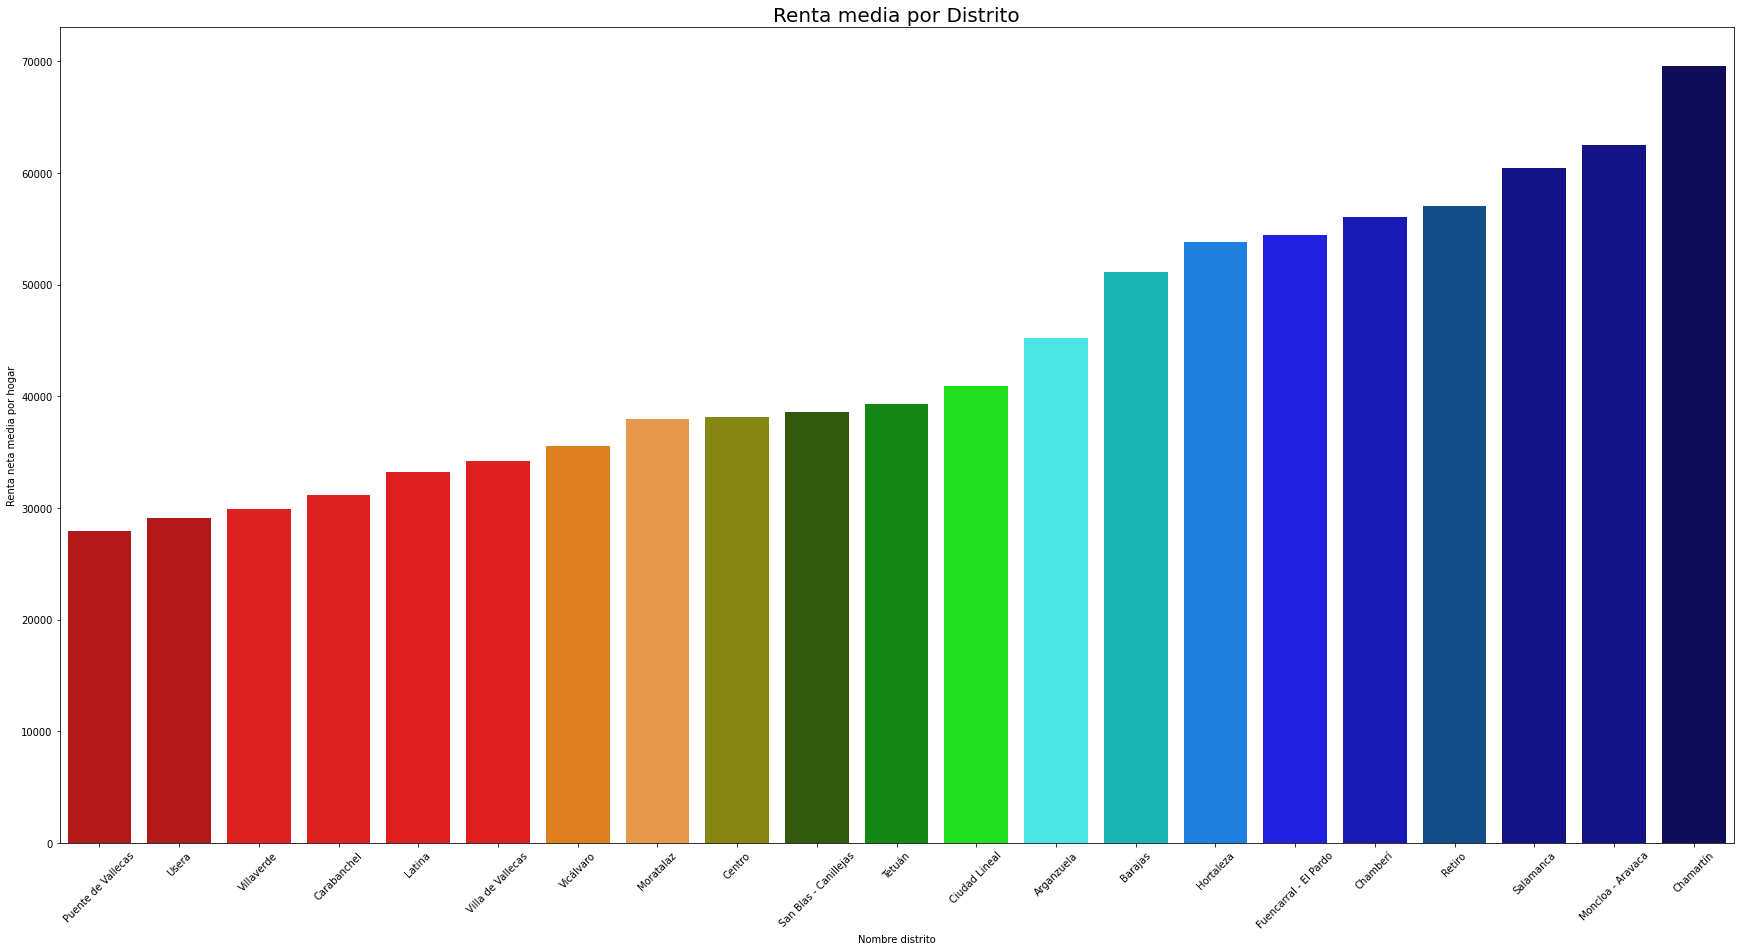 Renta media por Distrito
70000
60000
50000
40000
30000
20000
10000
0
Renta neta media por hogar
Puente de Vallecas
Usera
Villaverde
Carabanchel
Latina
Villa de Vallecas
Vicálvaro
Moratalaz
Centro
San Blas - Canillejas
Tetuán
Ciudad Lineal
Arganzuela
Barajas
Hortaleza
Fuencarral - El Pardo
Chamberí
Retiro
Salamanca
Moncloa - Aravaca
Chamartín
Nombre distrito